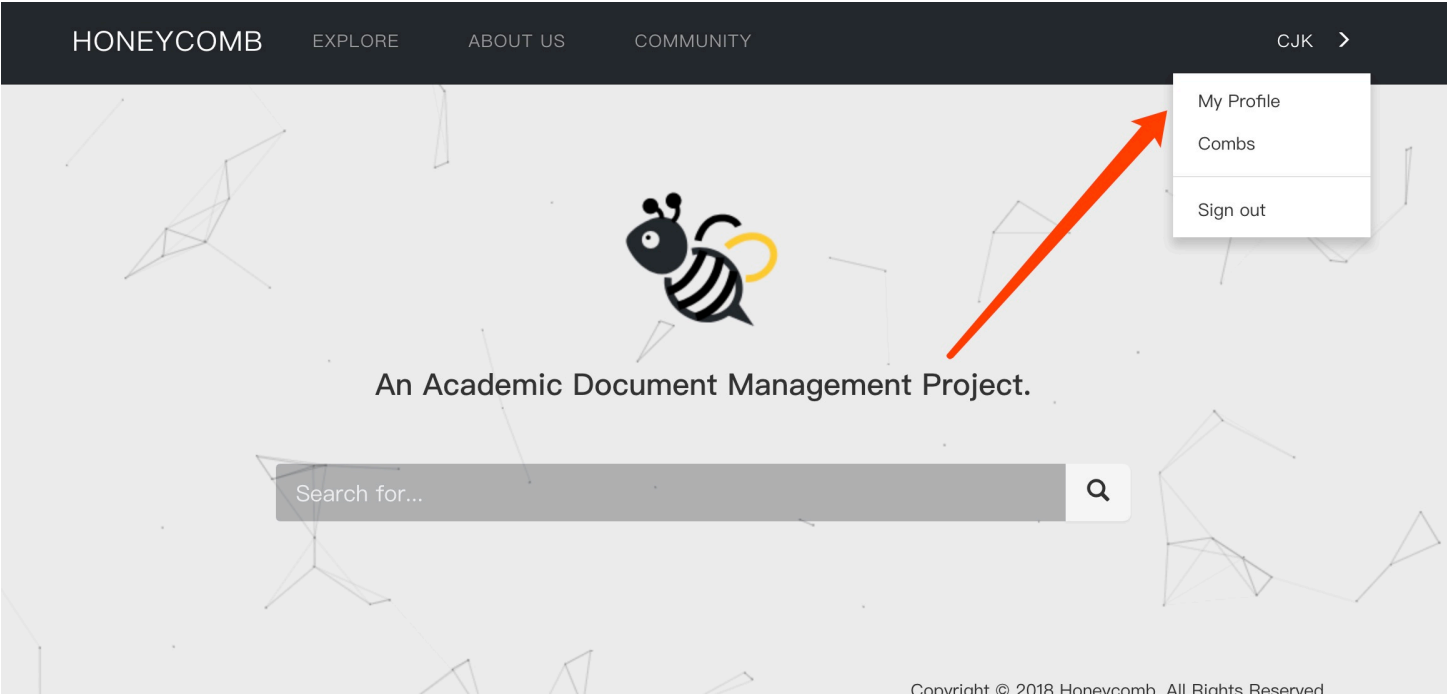 HONEYCOMB EXPLORE ABOUT US COMMUNITY CJK
My Profile
Combs
Sign out
An Academic Document Management Project.
Search for...
Copyright © 2018 Honeycomb. All Rights Reserved